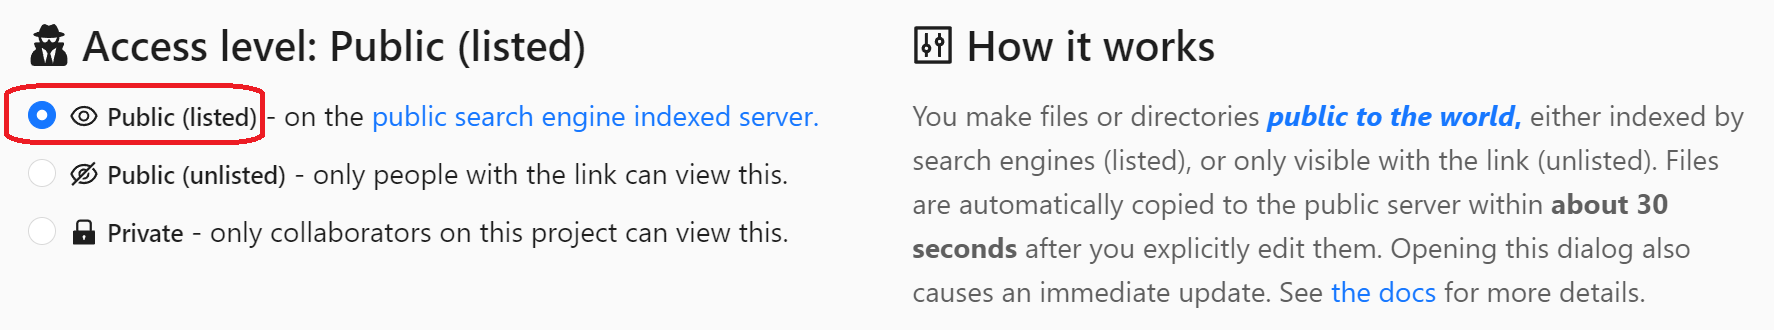 Access level: Public (listed)
Public (listed) - on the public search engine indexed server.
Public (unlisted) - only people with the link can view this.
Private - only collaborators on this project can view this.
How it works
You make files or directories public to the world, either indexed by
search engines (listed), or only visible with the link (unlisted). Files
are automatically copied to the public server within about 30
seconds after you explicitly edit them. Opening this dialog also
causes an immediate update. See the docs for more details.